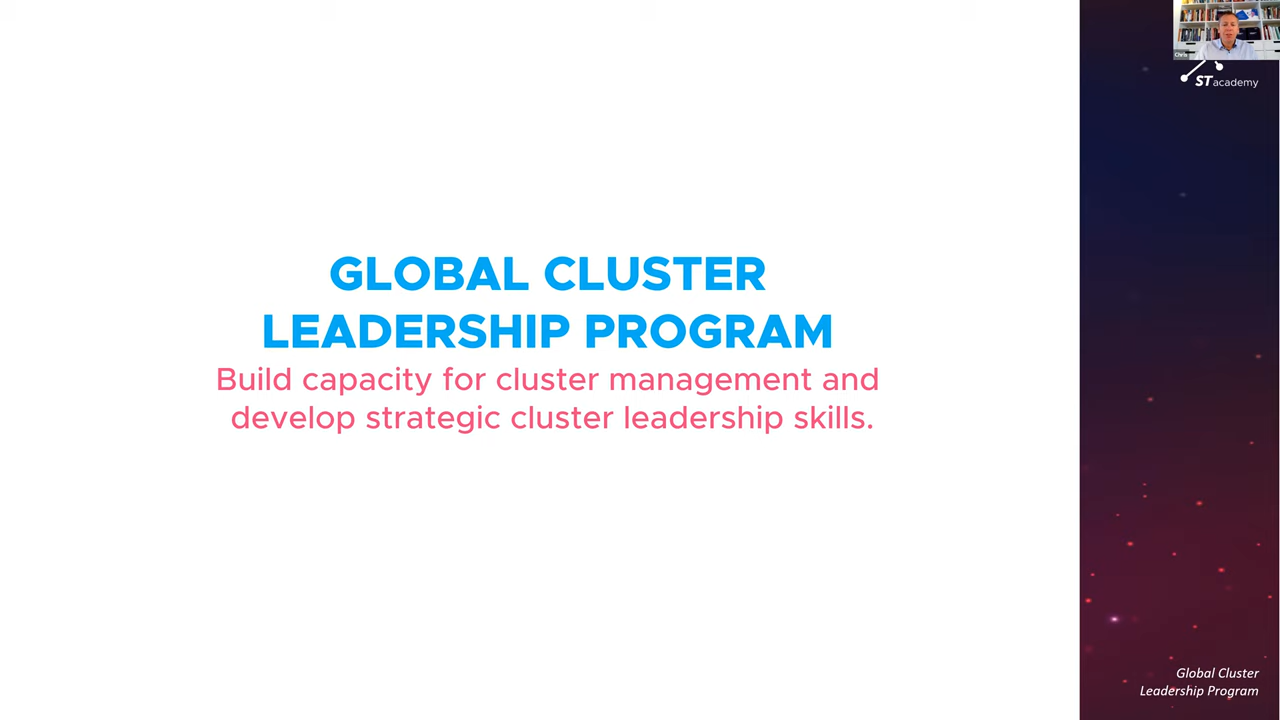 GLOBAL CLUSTER
LEADERSHIP PROGRAM
Build capacity for cluster management and
develop strategic cluster leadership skills.
Chris
STacademy
Global Cluster
Leadership Program